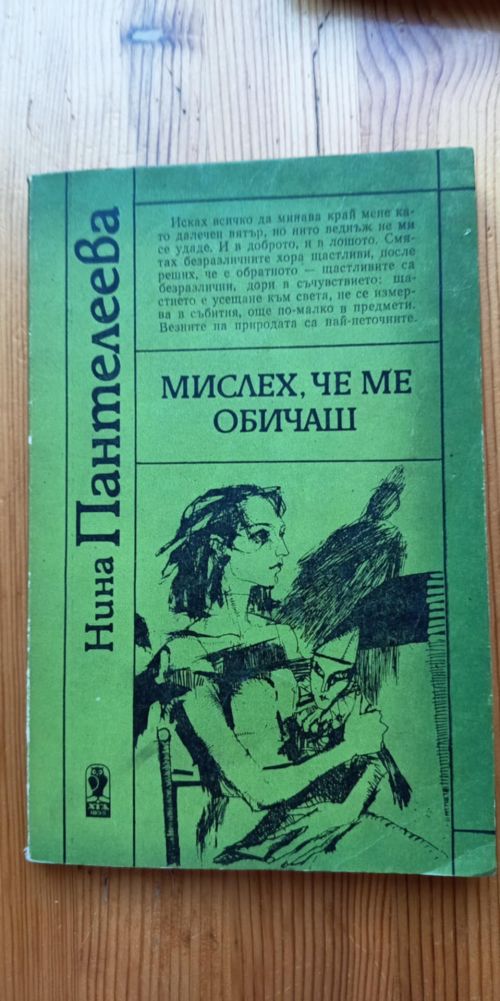 Нина Пантелеева
Исках всичко да минава край мене ка-
то далечен вятър, но нито веднъж не ми
се удаде. И в доброто, и в лошото. Смя-
тах безразличните хора щастливи, после
реших, че е обратното — щастливите са
безразлични, дори в съчувствието: ща-
стието е усещане към света, не се измер-
ва в събития, още по-малко в предмети.
Везните на природата са най-неточните.
МИСЛЕХ, ЧЕ МЕ
ОБИЧАШ